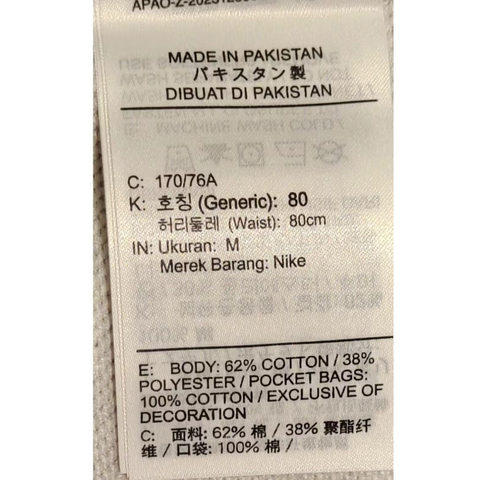 MADE IN PAKISTAN
パキスタン製
DIBUAT DI PAKISTAN
C: 170/76A
K: 호칭 (Generic): 80
허리둘레 (Waist): 80cm
IN: Ukuran: M
Merek Barang: Nike
E: BODY: 62% COTTON / 38%
POLYESTER / POCKET BAGS:
100% COTTON / EXCLUSIVE OF
DECORATION
C: 面料: 62% 棉 / 38% 聚酯纤
维 / 口袋: 100% 棉 /